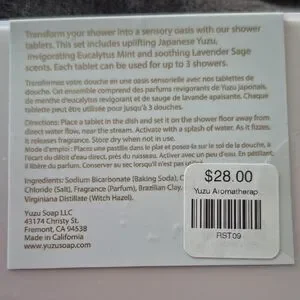 Transform your shower into a sensory oasis with our shower
tablets. This set includes uplifting Japanese Yuzu,
invigorating Eucalyptus Mint and soothing Lavender Sage
scents. Each tablet can be used for up to 3 showers.
Transformez votre douche en une oasis sensorielle avec nos tablettes de
douche. Cet ensemble comprend des parfums revigorants de Yuzu japonais,
de menthe d'eucalyptus revigorant et de sauge de lavande apaisante. Chaque
tablette peut être utilisée pour jusqu'à 3 douches.
Directions: Place a tablet in the dish and set it on the shower floor away from
direct water flow, near the stream. Activate with a splash of water. As it fizzes,
it releases fragrance. Store dry when not in use.
Mode d'emploi: Placez une pastille dans le plat et posez-la sur le sol de la douche, à
l'écart du débit d'eau direct, près du ruisseau. Activer avec un peu d'eau. En pétillant,
il libère du parfum. Conserver au sec lorsqu'il n'est pas utilisé.
Ingredients: Sodium Bicarbonate (Baking Soda), C
Chloride (Salt), Fragrance (Parfum), Brazilian Clay,
Virginiana Distillate (Witch Hazel).
Yuzu Soap LLC
43174 Christy St.
Fremont, CA 94538
Made in California
www.yuzusoap.com
$28.00
Yuzu Aromatherap
RST09